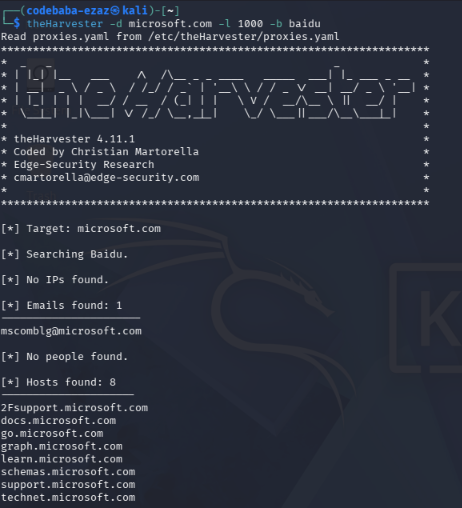 (codebaba-ezaz㉿kali)-[~]
$ theHarvester -d microsoft.com -l 1000 -b baidu
Read proxies.yaml from /etc/theHarvester/proxies.yaml
*******************************************************************
theHarvester
* theHarvester 4.11.1 *
* Coded by Christian Martorella *
* Edge-Security Research *
* cmartorella@edge-security.com *
* *
*******************************************************************
[*] Target: microsoft.com
[*] Searching Baidu.
[*] No IPs found.
[*] Emails found: 1
----------------------
mscomblg@microsoft.com
[*] No people found.
[*] Hosts found: 8
---------------------
2Fsupport.microsoft.com
docs.microsoft.com
go.microsoft.com
graph.microsoft.com
learn.microsoft.com
schemas.microsoft.com
support.microsoft.com
technet.microsoft.com
K